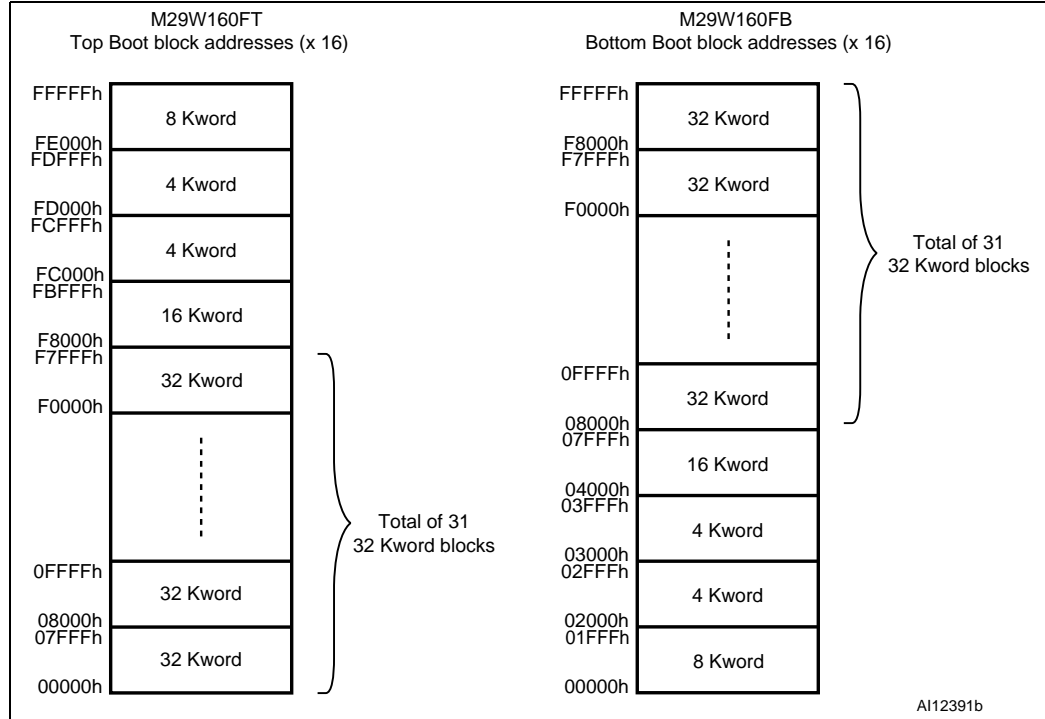 M29W160FT
Top Boot block addresses (x 16)
FFFFFh
8 Kword
FE000h
FDFFFh
4 Kword
FD000h
FCFFFh
4 Kword
FC000h
FBFFFh
16 Kword
F8000h
F7FFFh
32 Kword
F0000h
Total of 31
32 Kword blocks
0FFFFh
32 Kword
08000h
07FFFh
32 Kword
00000h
M29W160FB
Bottom Boot block addresses (x 16)
FFFFFh
32 Kword
F8000h
F7FFFh
32 Kword
F0000h
Total of 31
32 Kword blocks
0FFFFh
32 Kword
08000h
07FFFh
16 Kword
04000h
03FFFh
4 Kword
03000h
02FFFh
4 Kword
02000h
01FFFh
8 Kword
00000h
AI12391b